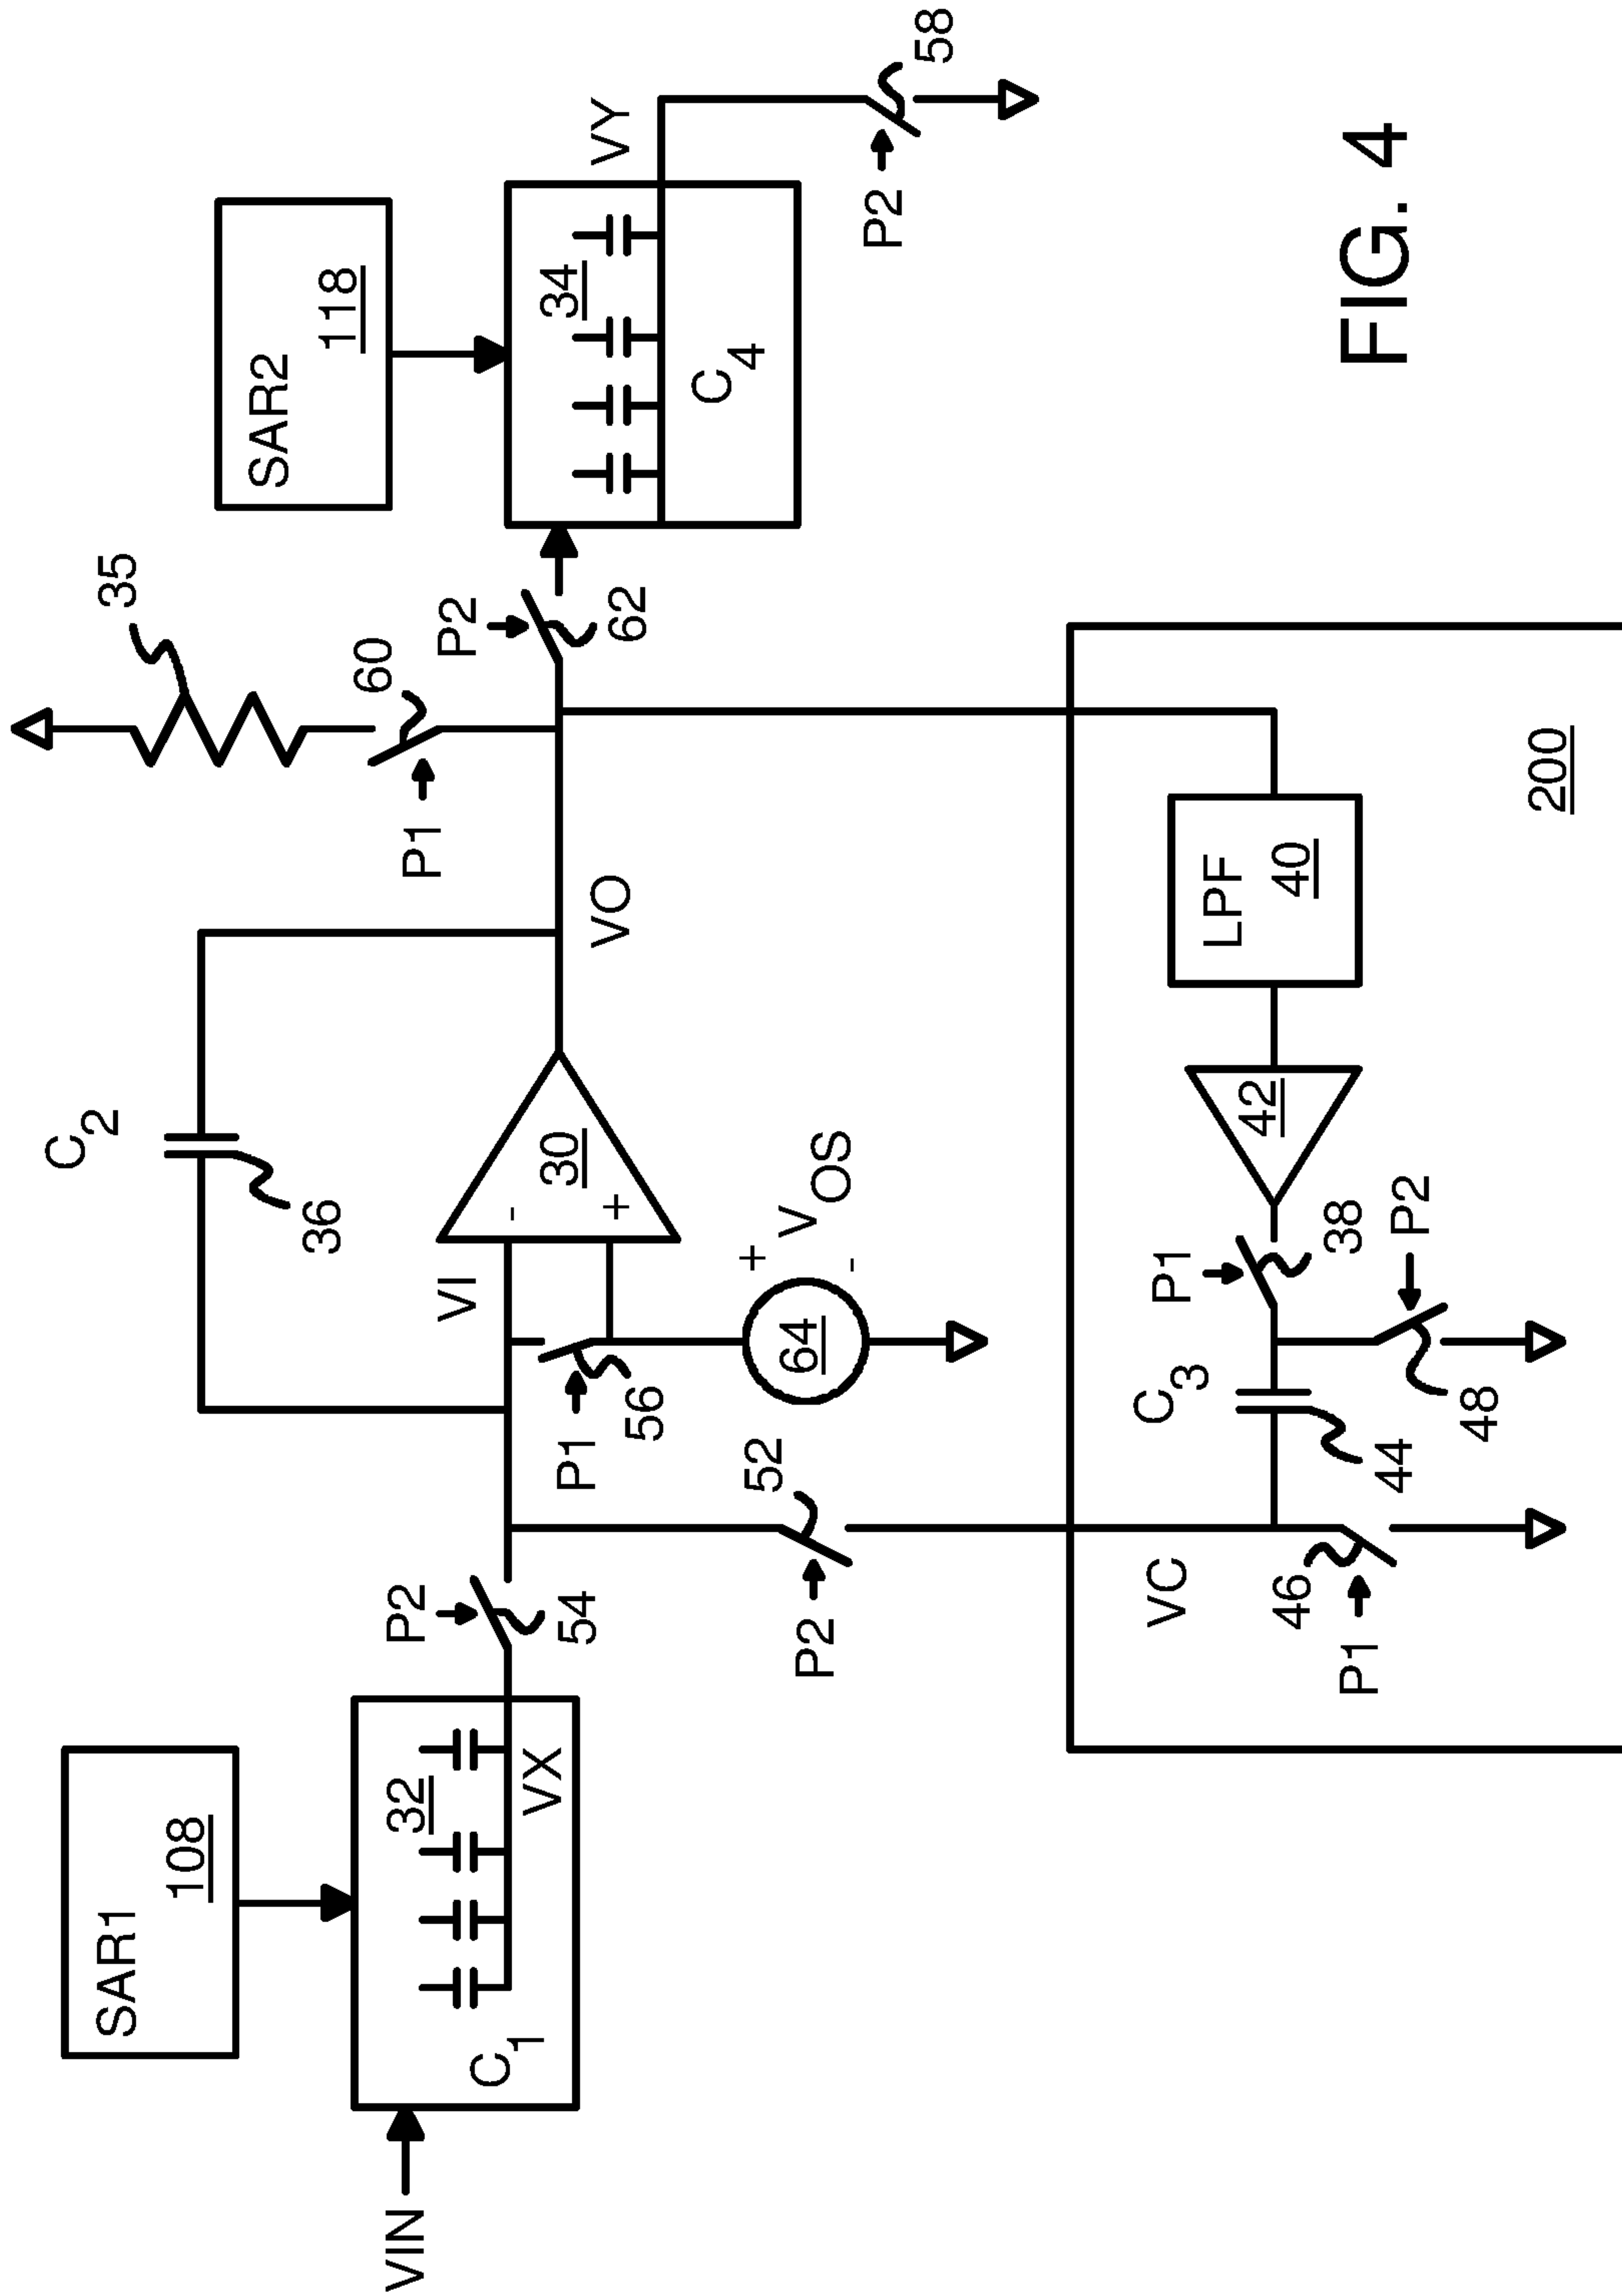 SAR1
108
VIN
C1
32
VX
P2
54
C2
36
VI
-
30
+
P1
56
+
VOS
-
64
VO
35
60
P1
P2
62
SAR2
118
34
C4
VY
P2
58
52
P2
VC
46
P1
C3
44
48
P2
P1
38
42
LPF
40
200
FIG. 4